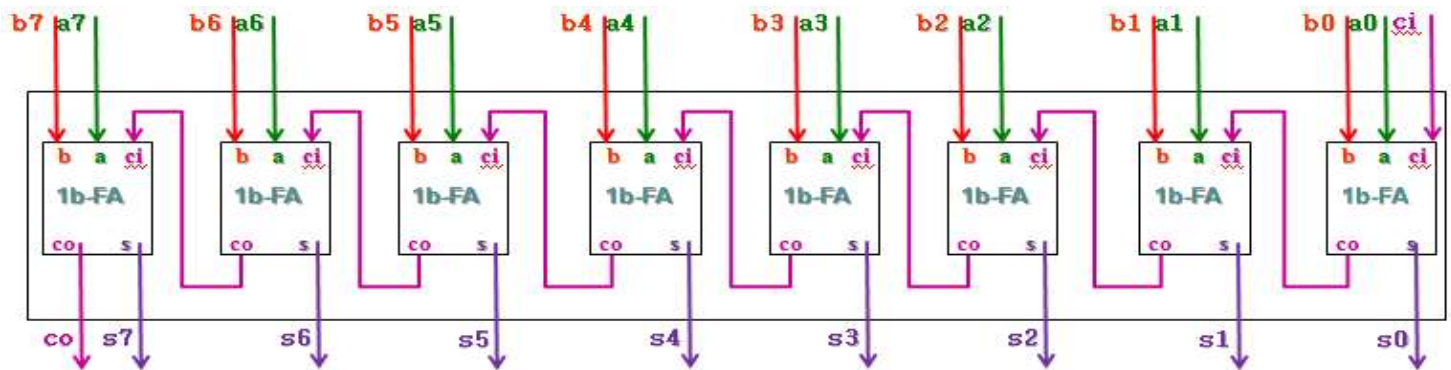 b7 a7 b6 a6 b5 a5 b4 a4 b3 a3 b2 a2 b1 a1 b0 a0 ci
b a ci b a ci b a ci b a ci b a ci b a ci b a ci b a ci
1b-FA 1b-FA 1b-FA 1b-FA 1b-FA 1b-FA 1b-FA 1b-FA
co s co s co s co s co s co s co s co s
co s7 s6 s5 s4 s3 s2 s1 s0